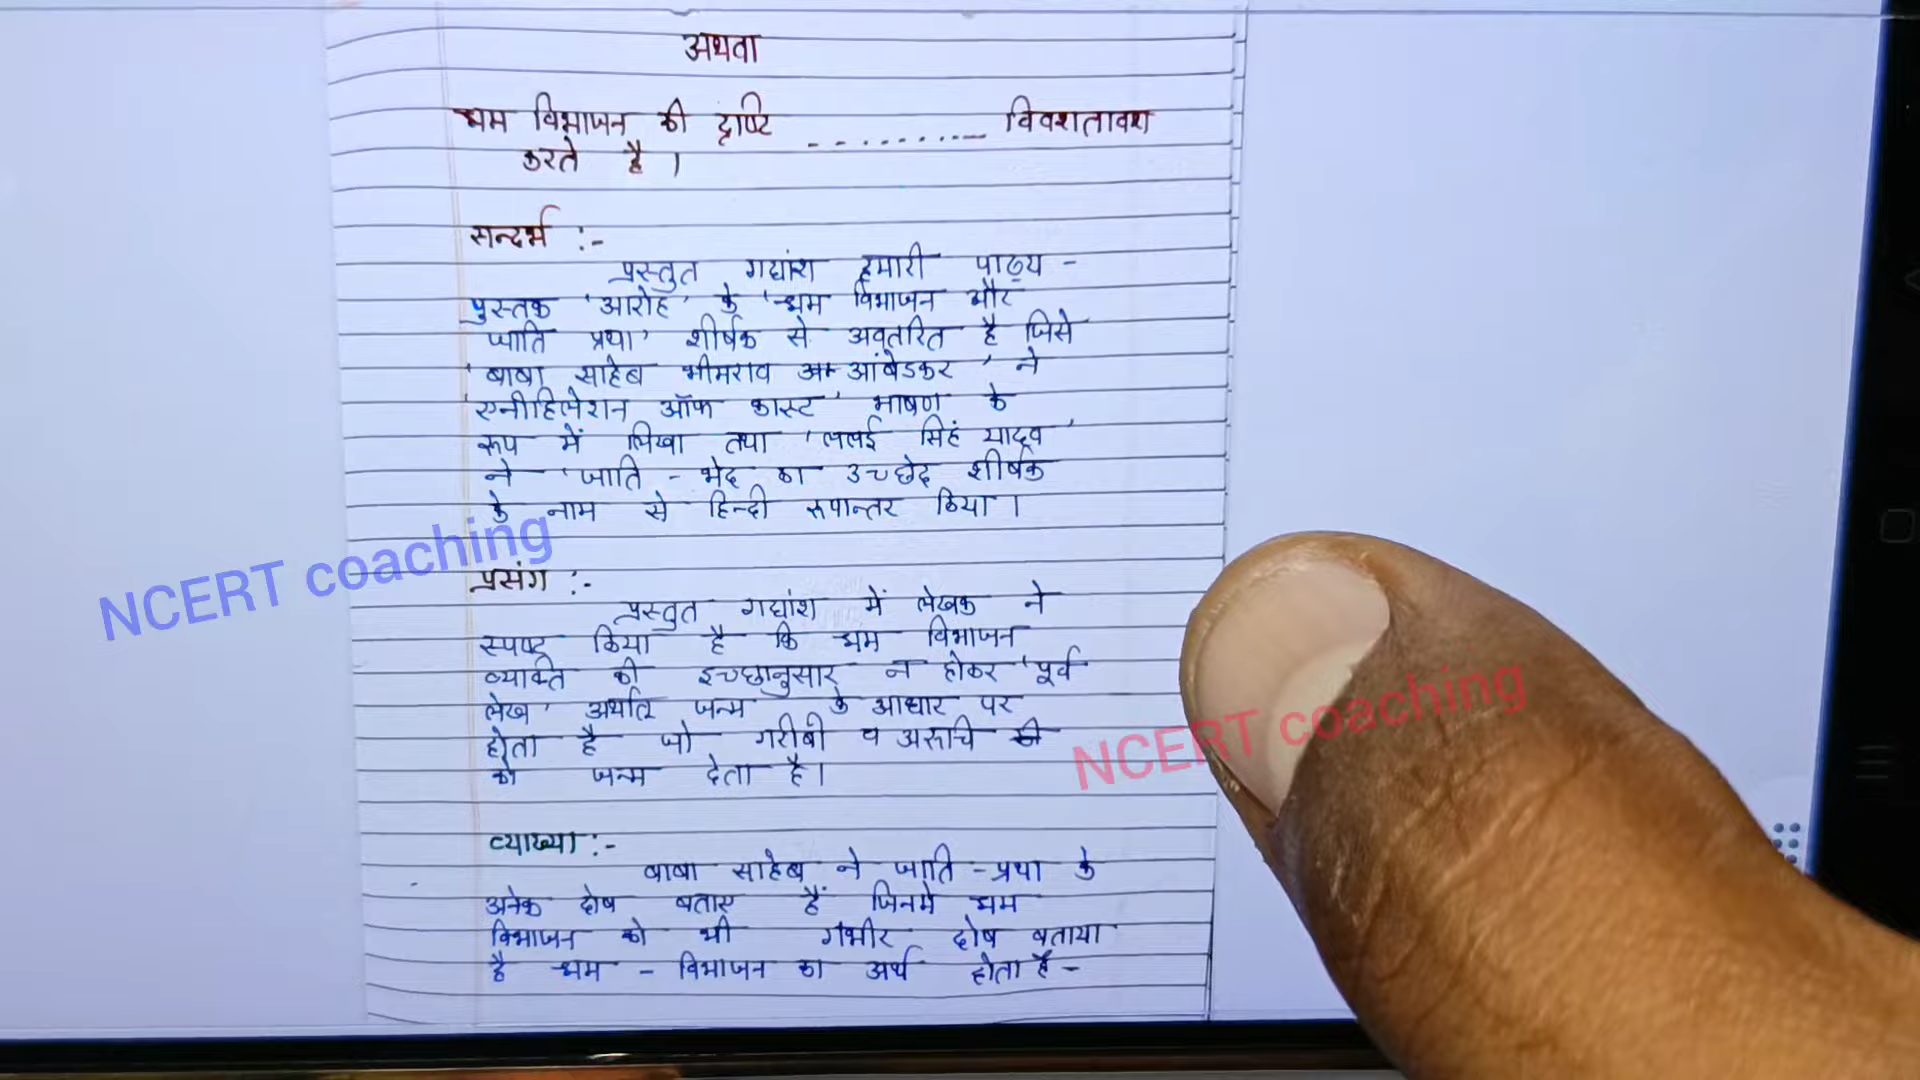 अथवा
श्रम विभाजन की दृष्टि ........... विवशतावश
करते है ।
सन्दर्भ :-
प्रस्तुत गद्यांश हमारी पाठ्य -
पुस्तक 'आरोह' के 'श्रम विभाजन और
जाति प्रथा' शीर्षक से अवतरित है जिसे
'बाबा साहेब भीमराव आंबेडकर' ने
'एनीहिलेशन ऑफ कास्ट' भाषण के
रूप में लिखा तथा 'ललई सिहं यादव'
ने 'जाति - भेद का उच्छेद शीर्षक
के नाम से हिन्दी रूपान्तर किया ।
प्रसंग :-
प्रस्तुत गद्यांश में लेखक ने
स्पष्ट किया है कि श्रम विभाजन
व्यक्ति की इच्छानुसार न होकर 'पूर्व
लेख' अर्थात जन्म के आधार पर
होता है जो गरीबी व अरूचि की
को जन्म देता है।
व्याख्या :-
बाबा साहेब ने जाति - प्रथा के
अनेक दोष बताए हैं जिनमे श्रम
विभाजन को भी गंभीर दोष बताया
है श्रम - विभाजन का अर्थ होता है -
NCERT coaching
NCERT coaching